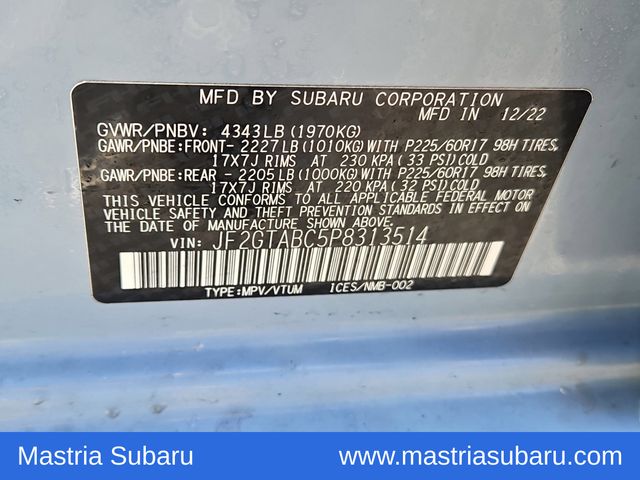 MFD BY SUBARU CORPORATION
MFD IN 12/22
GVWR/PNBV: 4343LB(1970KG)
GAWR/PNBE:FRONT- 2227LB(1010KG)WITH P225/60R17 98H TIRES,
17X7J RIMS AT 230 KPA(33 PSI)COLD
GAWR/PNBE:REAR - 2205LB(1000KG)WITH P225/60R17 98H TIRES,
17X7J RIMS AT 220 KPA(32 PSI)COLD
THIS VEHICLE CONFORMS TO ALL APPLICABLE FEDERAL MOTOR
VEHICLE SAFETY AND THEFT PREVENTION STANDARDS IN EFFECT
ON THE DATE OF MANUFACTURE SHOWN ABOVE.
VIN: JF2GTABC5P8313514
TYPE:MPV/VTUM ICES/NMB-002
Mastria Subaru www.mastriasubaru.com